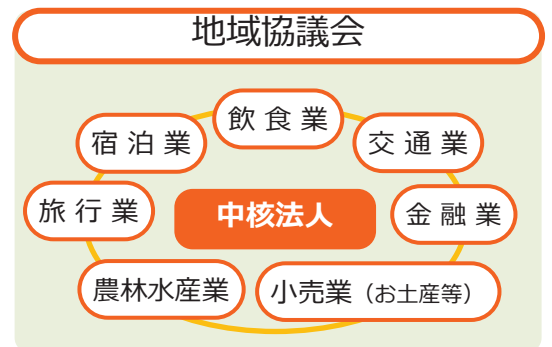 地域協議会
飲食業
宿泊業
交通業
旅行業
中核法人
金融業
農林水産業
小売業（お土産等）